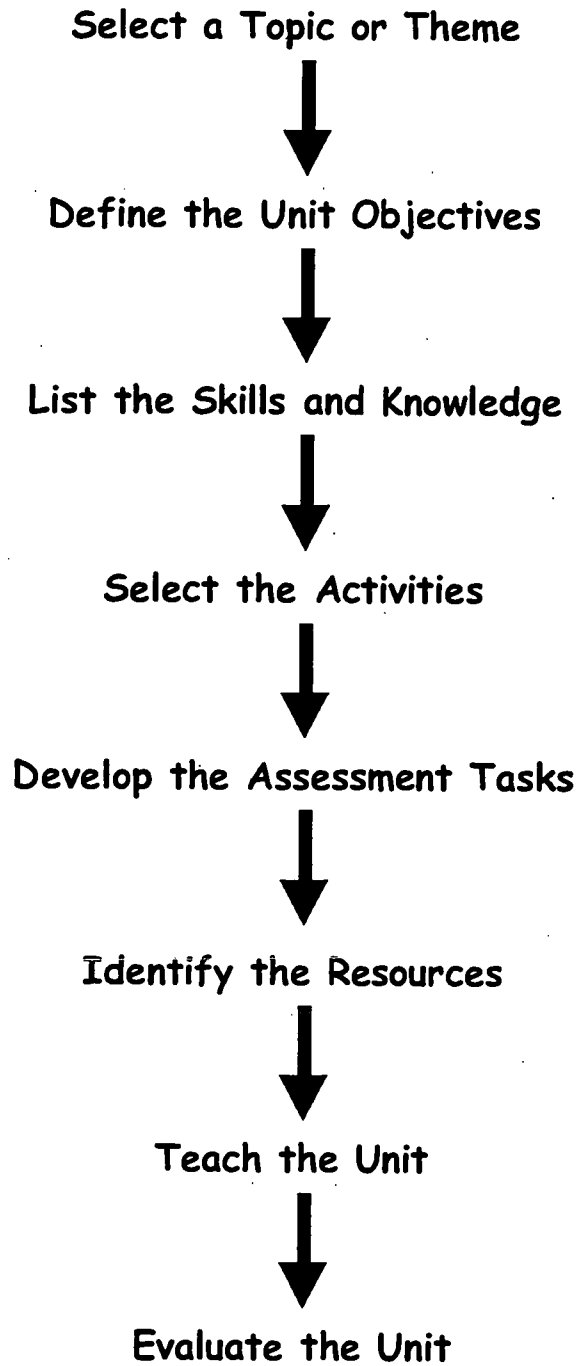 Select a Topic or Theme
Define the Unit Objectives
List the Skills and Knowledge
Select the Activities
Develop the Assessment Tasks
Identify the Resources
Teach the Unit
Evaluate the Unit